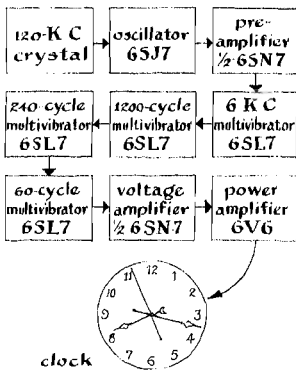 120-KC
crystal
oscillator
6SJ7
pre-
amplifier
½-6SN7
6 KC
multivibrator
6SL7
1200-cycle
multivibrator
6SL7
240-cycle
multivibrator
6SL7
60-cycle
multivibrator
6SL7
voltage
amplifier
½ 6SN7
power
amplifier
6V6
12
1
2
3
4
5
6
7
8
9
10
11
clock